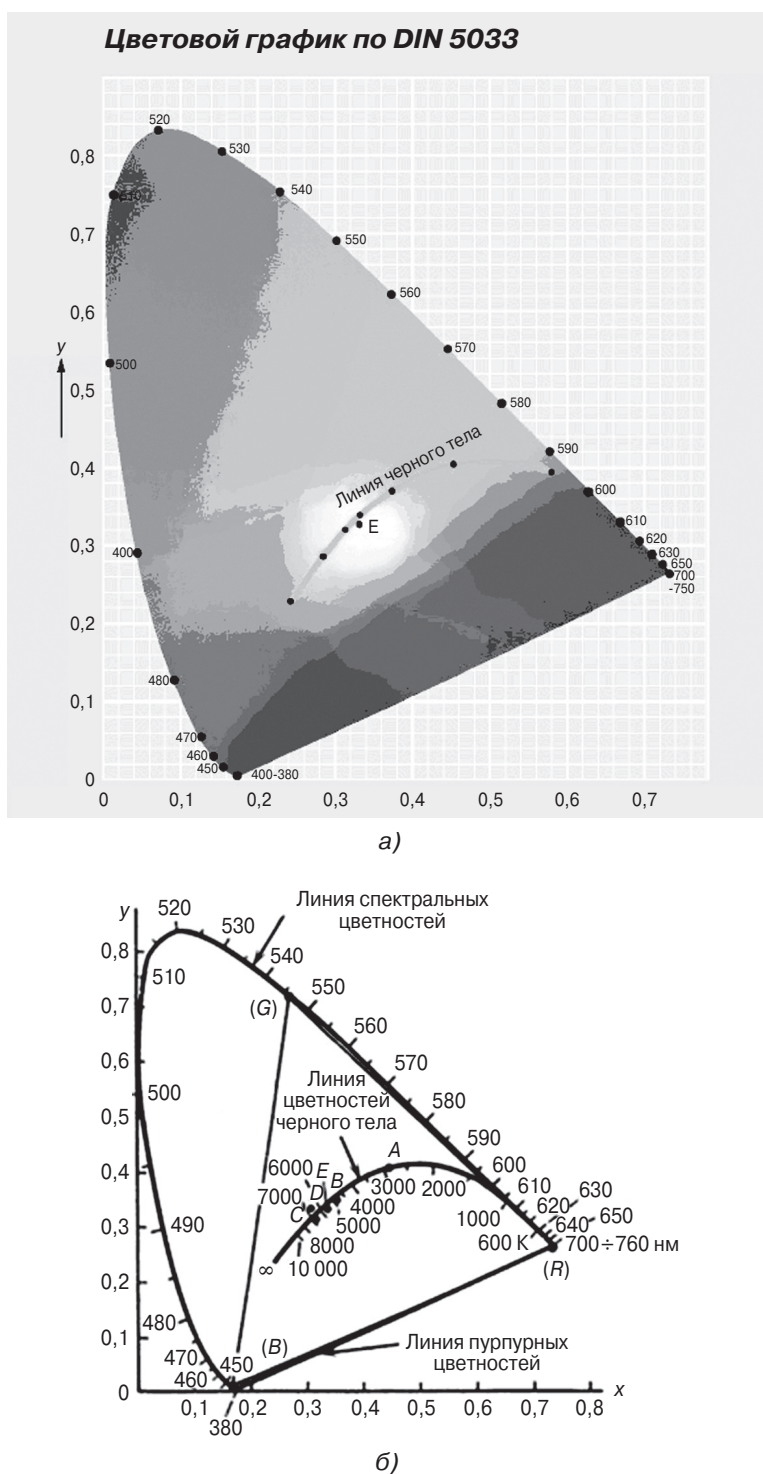 Цветовой график по DIN 5033
520
530
0,8
540
510
0,7
550
560
0,6
y
570
500
0,5
580
590
Линия черного тела
0,4
600
610
E
620
0,3
400
630
650
700
-750
0,2
480
0,1
470
460
450
400-380
0
0 0,1 0,2 0,3 0,4 0,5 0,6 0,7
а)
y
Линия спектральных
цветностей
520
530
0,8
540
510
550
0,7
(G)
560
0,6
570
Линия
цветностей
черного тела
500
0,5
580
590
A
0,4
6000 E
B
600
3000
2000
610
7000 D
630
4000
620
C
5000
1000
650
0,3
640
490
8000
600 K
700÷760 нм
∞ 10 000
(R)
0,2
480
0,1
(B)
Линия пурпурных
цветностей
470
450
460
0
x
0,1 0,2 0,3 0,4 0,5 0,6 0,7 0,8
380
б)